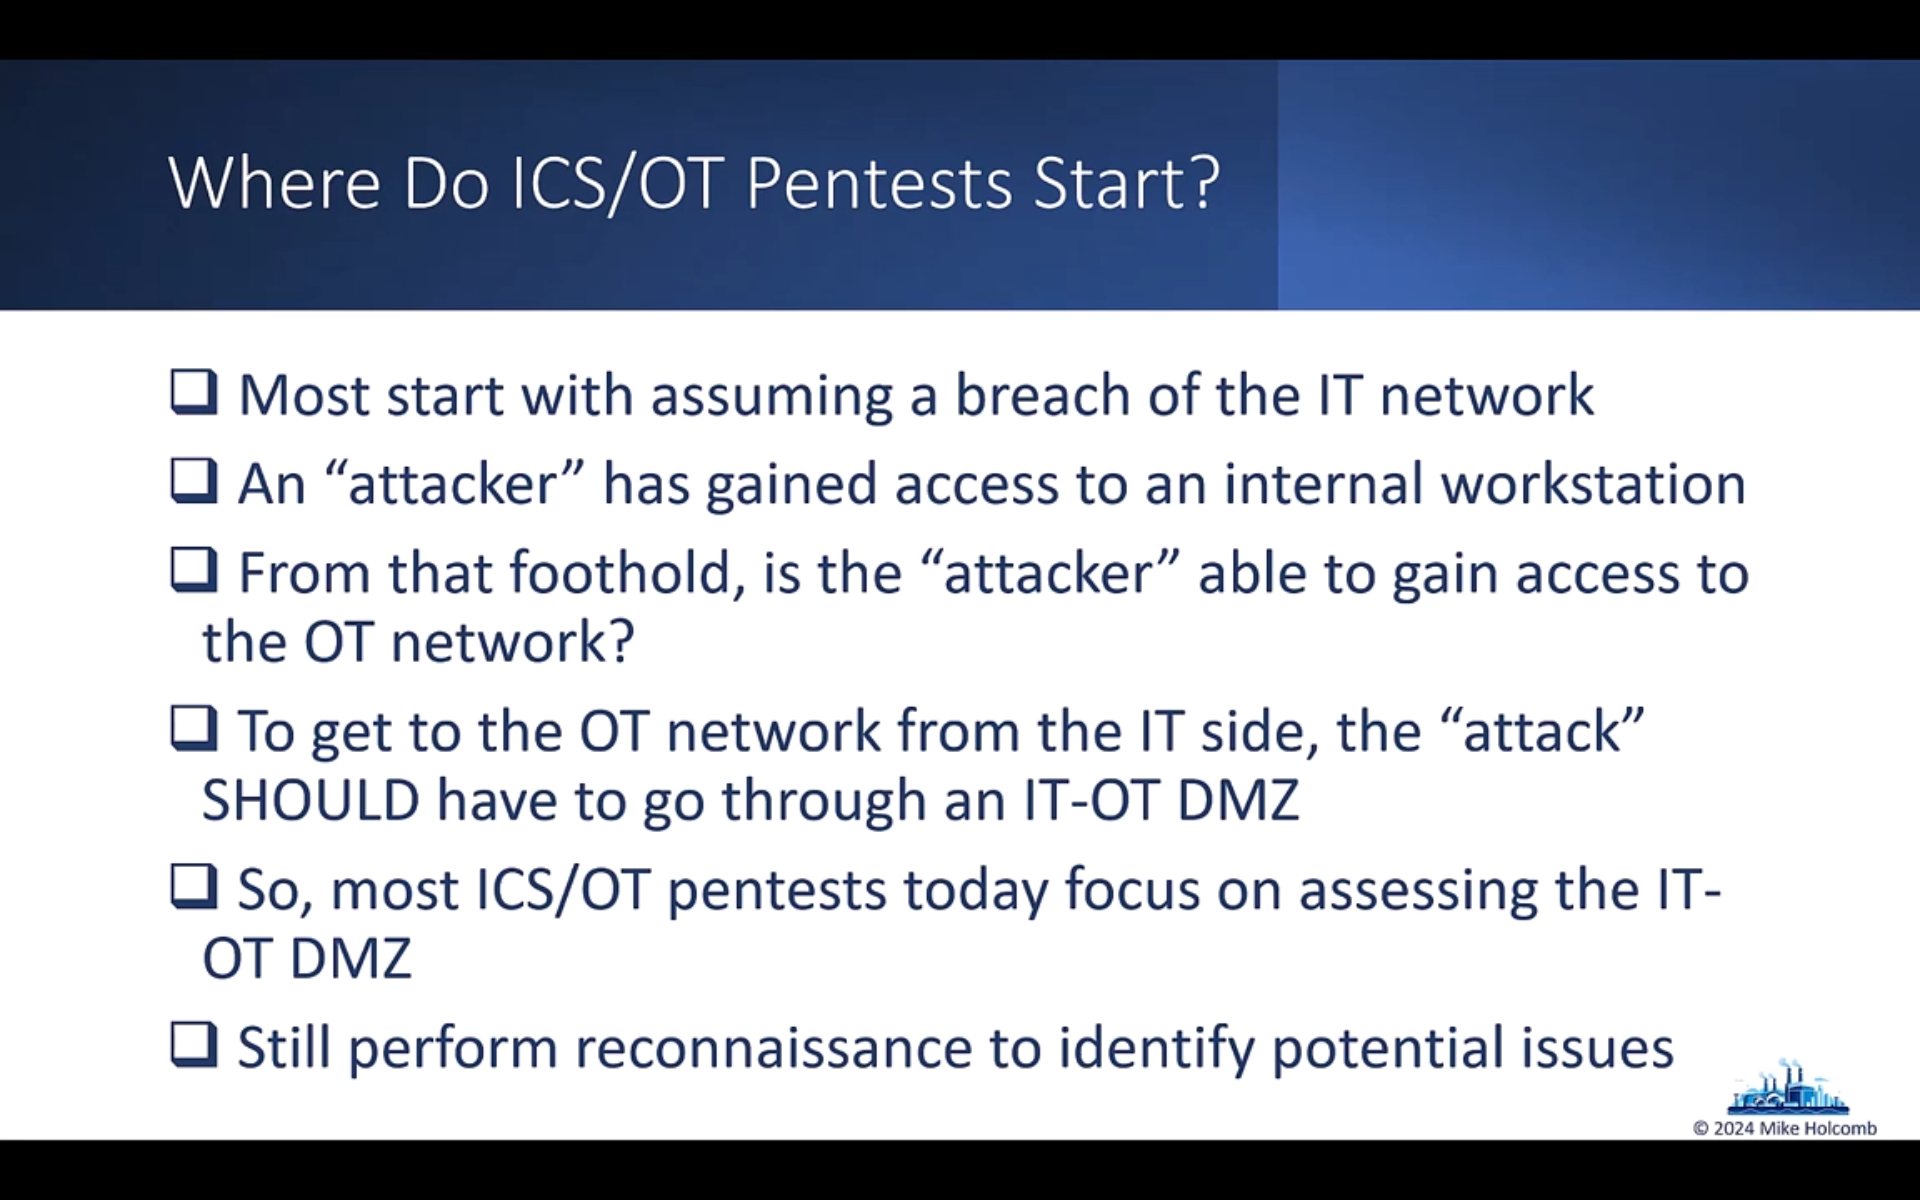 Where Do ICS/OT Pentests Start?
Most start with assuming a breach of the IT network
An “attacker” has gained access to an internal workstation
From that foothold, is the “attacker” able to gain access to
the OT network?
To get to the OT network from the IT side, the “attack”
SHOULD have to go through an IT-OT DMZ
So, most ICS/OT pentests today focus on assessing the IT-
OT DMZ
Still perform reconnaissance to identify potential issues
© 2024 Mike Holcomb